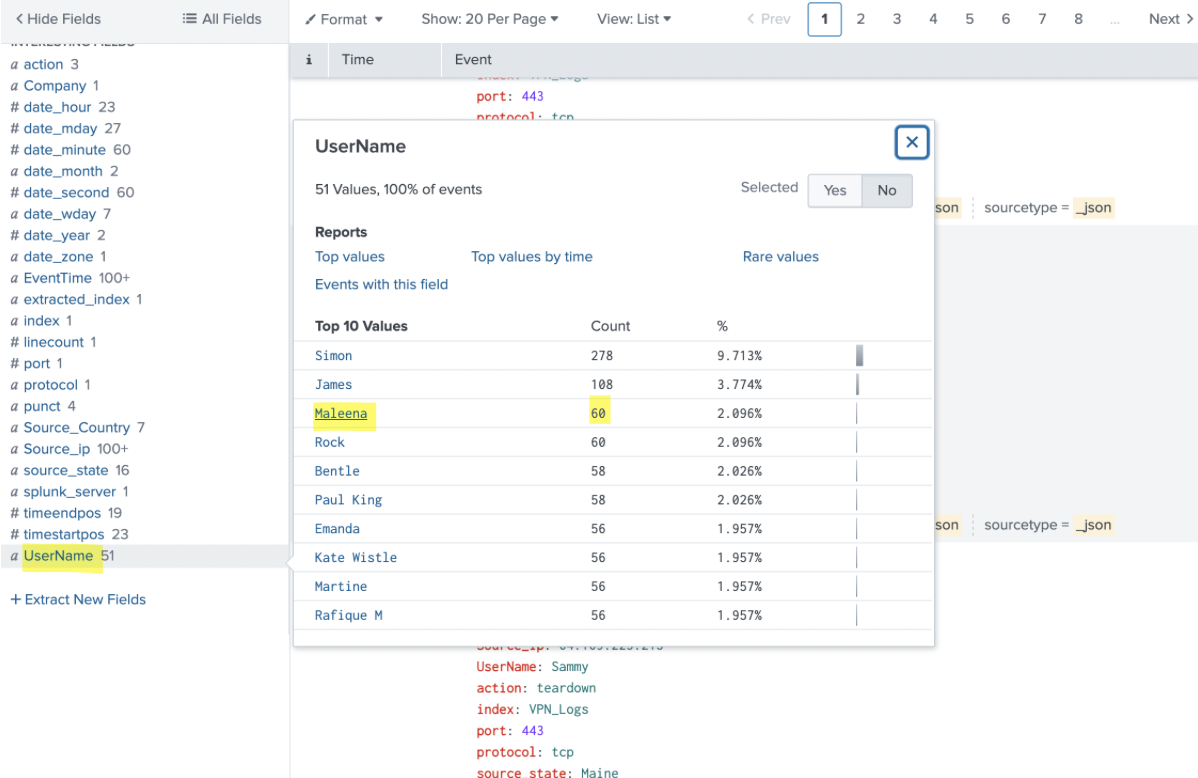 Hide Fields
All Fields
Format
Show: 20 Per Page
View: List
Prev 1 2 3 4 5 6 7 8 ... Next
INTERESTING FIELDS
a action 3
a Company 1
# date_hour 23
# date_mday 27
# date_minute 60
a date_month 2
# date_second 60
a date_wday 7
# date_year 2
a date_zone 1
a EventTime 100+
a extracted_index 1
a index 1
# linecount 1
# port 1
a protocol 1
a punct 4
a Source_Country 7
a Source_ip 100+
a source_state 16
a splunk_server 1
# timeendpos 19
# timestartpos 23
a UserName 51
+ Extract New Fields
i Time Event
index: VPN_Logs
port: 443
protocol: tcp
UserName
51 Values, 100% of events
Selected Yes No
Reports
Top values Top values by time Rare values
Events with this field
Top 10 Values Count %
Simon 278 9.713%
James 108 3.774%
Maleena 60 2.096%
Rock 60 2.096%
Bentle 58 2.026%
Paul King 58 2.026%
Emanda 56 1.957%
Kate Wistle 56 1.957%
Martine 56 1.957%
Rafique M 56 1.957%
son sourcetype = _json
son sourcetype = _json
UserName: Sammy
action: teardown
index: VPN_Logs
port: 443
protocol: tcp
source_state: Maine